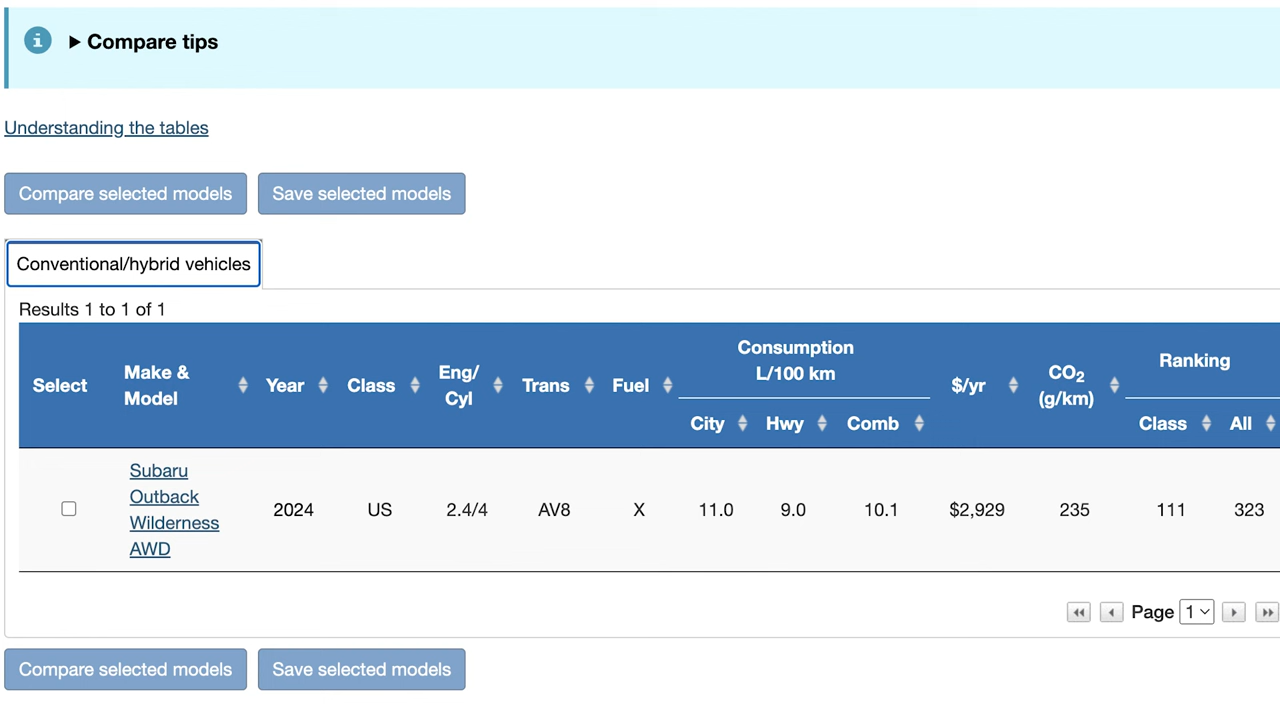 ▶ Compare tips
Understanding the tables
Compare selected models Save selected models
Conventional/hybrid vehicles
Results 1 to 1 of 1
Select Make & Model Year Class Eng/ Cyl Trans Fuel Consumption L/100 km $/yr CO₂ (g/km) Ranking
City Hwy Comb Class All
Subaru
Outback
Wilderness
AWD
2024 US 2.4/4 AV8 X 11.0 9.0 10.1 $2,929 235 111 323
Page 1
Compare selected models Save selected models